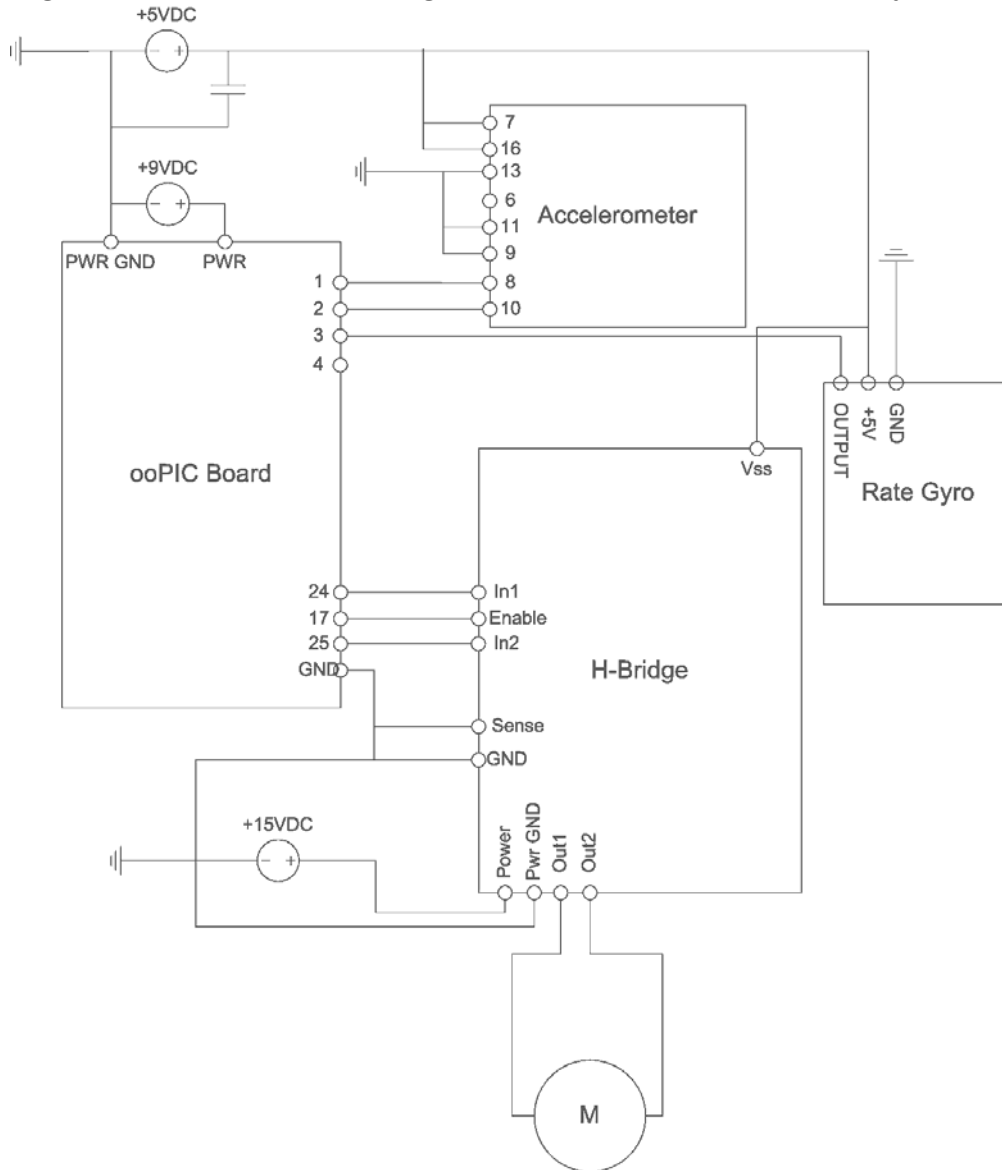 +5VDC
- +
7
16
+9VDC
13
- +
6
Accelerometer
11
PWR GND PWR
9
1
8
2
10
3
4
OUTPUT
+5V
GND
Vss
ooPIC Board
Rate Gyro
24
In1
17
Enable
25
In2
GND
H-Bridge
Sense
GND
+15VDC
- +
Power
Pwr GND
Out1
Out2
M